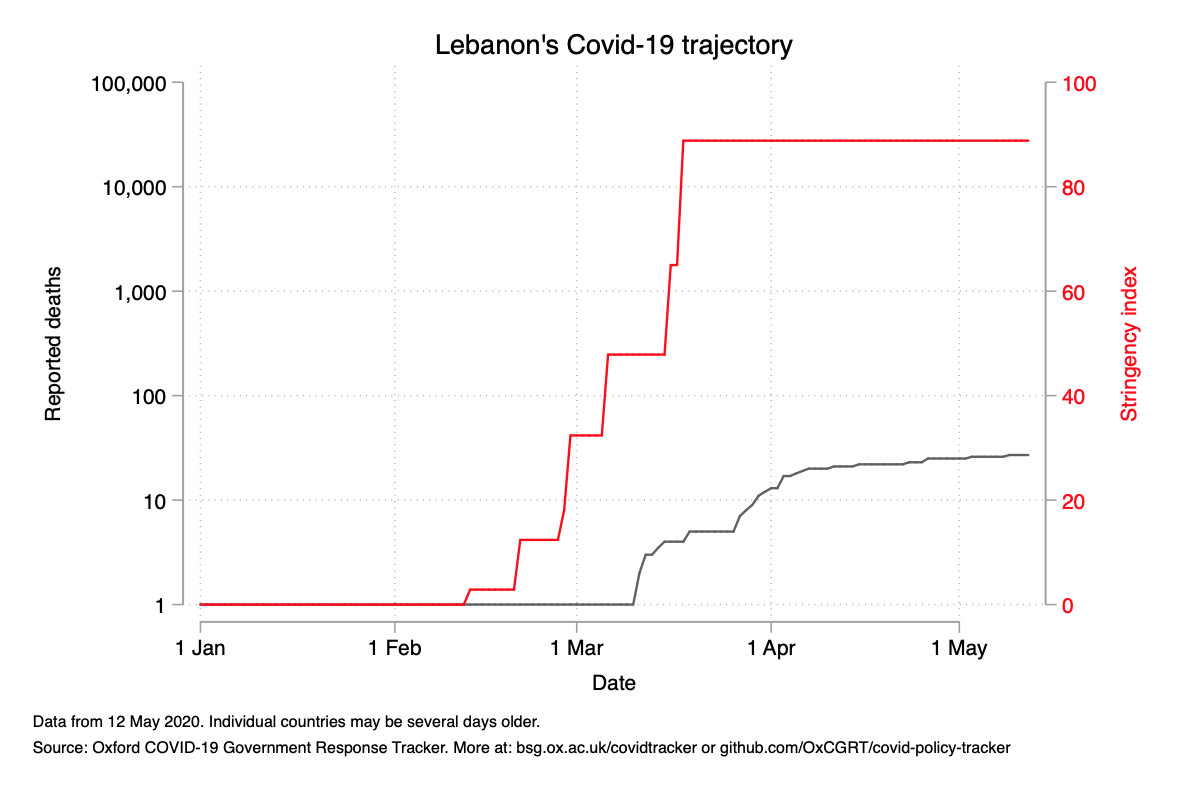 Lebanon's Covid-19 trajectory
100,000
10,000
1,000
100
10
1
Reported deaths
100
80
60
40
20
0
Stringency index
1 Jan
1 Feb
1 Mar
1 Apr
1 May
Date
Data from 12 May 2020. Individual countries may be several days older.
Source: Oxford COVID-19 Government Response Tracker. More at: bsg.ox.ac.uk/covidtracker or github.com/OxCGRT/covid-policy-tracker